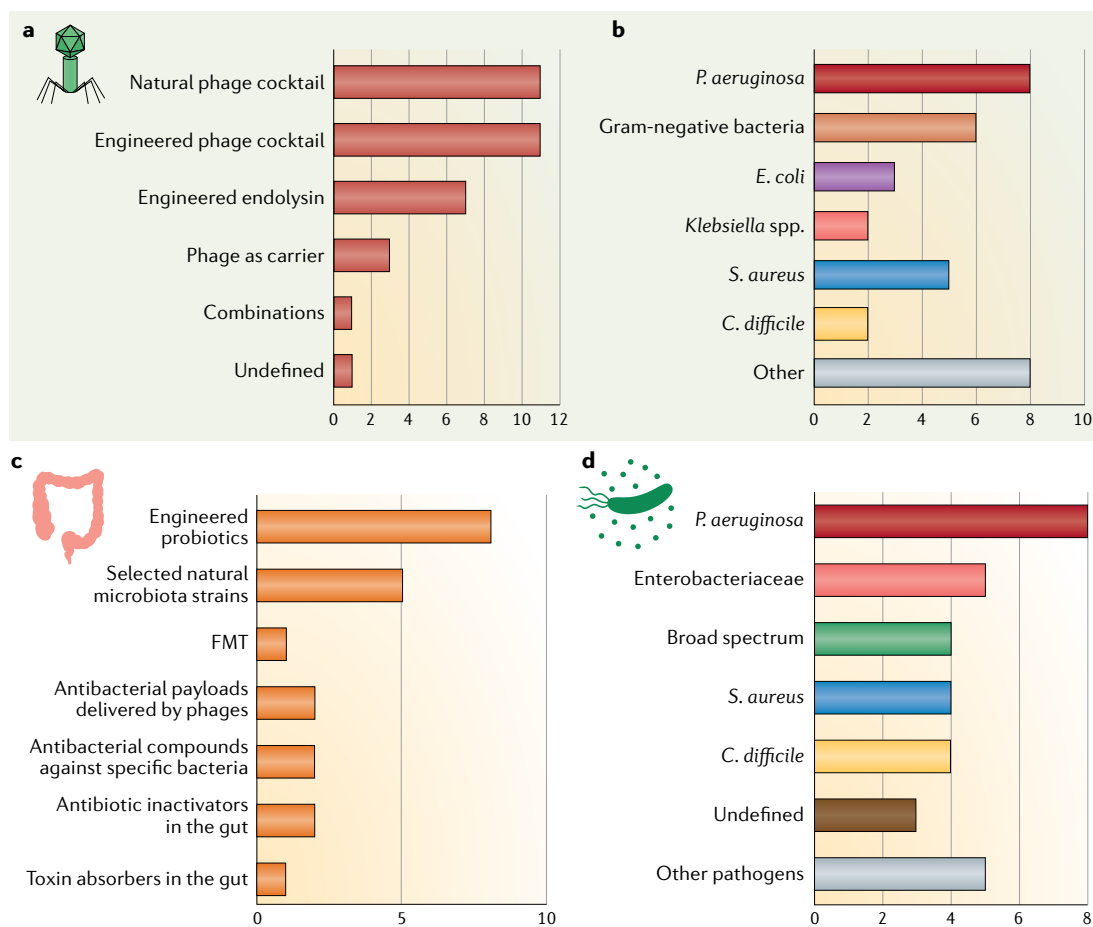 a
Natural phage cocktail
Engineered phage cocktail
Engineered endolysin
Phage as carrier
Combinations
Undefined
0 2 4 6 8 10 12
b
P. aeruginosa
Gram-negative bacteria
E. coli
Klebsiella spp.
S. aureus
C. difficile
Other
0 2 4 6 8 10
c
Engineered
probiotics
Selected natural
microbiota strains
FMT
Antibacterial payloads
delivered by phages
Antibacterial compounds
against specific bacteria
Antibiotic inactivators
in the gut
Toxin absorbers in the gut
0 5 10
d
P. aeruginosa
Enterobacteriaceae
Broad spectrum
S. aureus
C. difficile
Undefined
Other pathogens
0 2 4 6 8